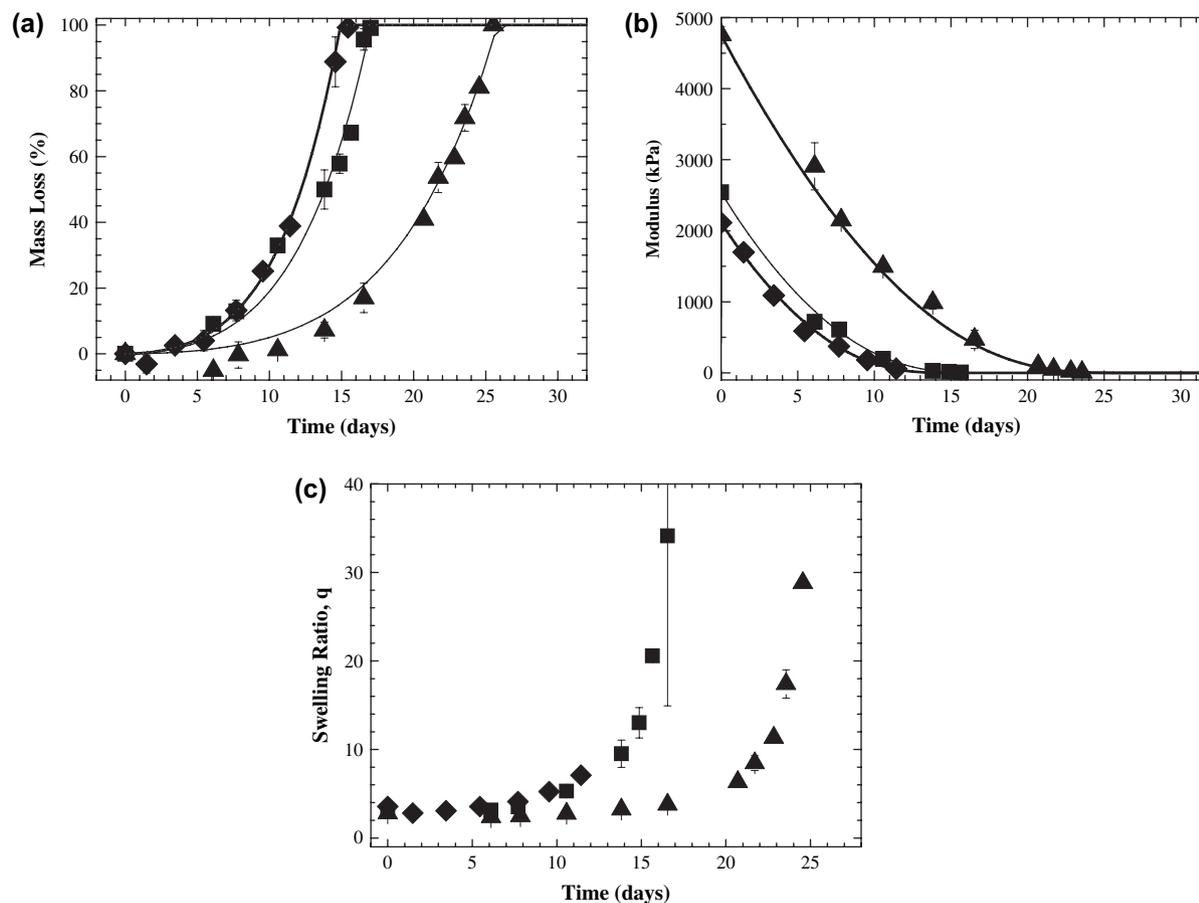 (a)
100
80
60
40
20
0
Mass Loss (%)
0 5 10 15 20 25 30
Time (days)
(b)
5000
4000
3000
2000
1000
0
Modulus (kPa)
0 5 10 15 20 25 30
Time (days)
(c)
40
30
20
10
0
Swelling Ratio, q
0 5 10 15 20 25
Time (days)